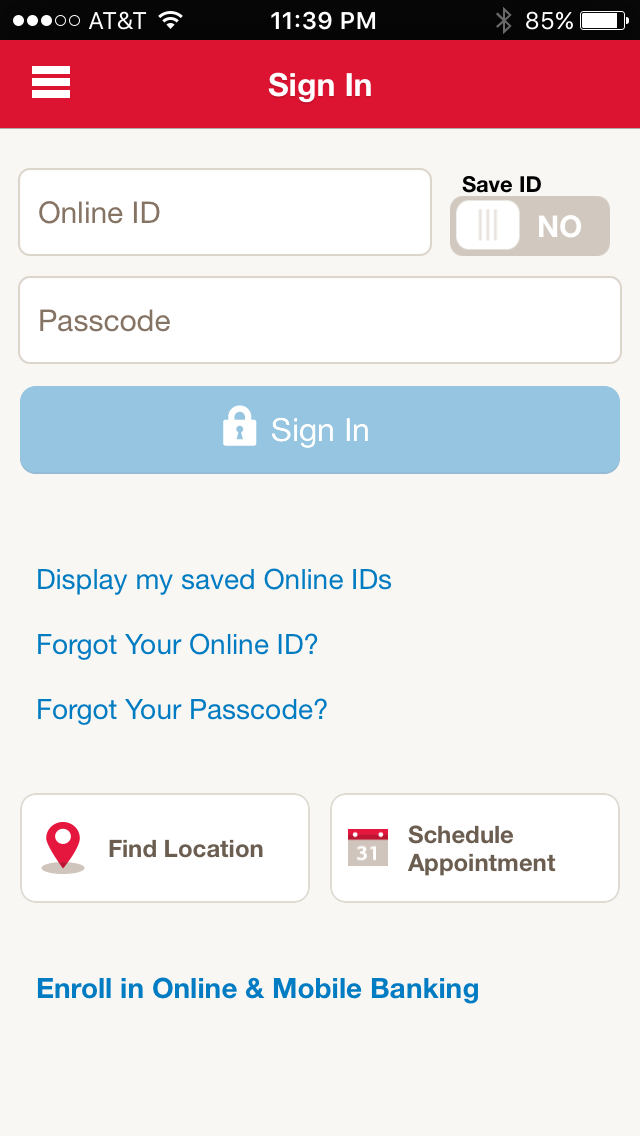 AT&T 11:39 PM 85%
Sign In
Online ID
Save ID
NO
Passcode
Sign In
Display my saved Online IDs
Forgot Your Online ID?
Forgot Your Passcode?
Find Location
31
Schedule
Appointment
Enroll in Online & Mobile Banking